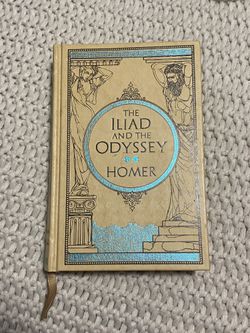 THE
ILIAD
AND THE
ODYSSEY
HOMER